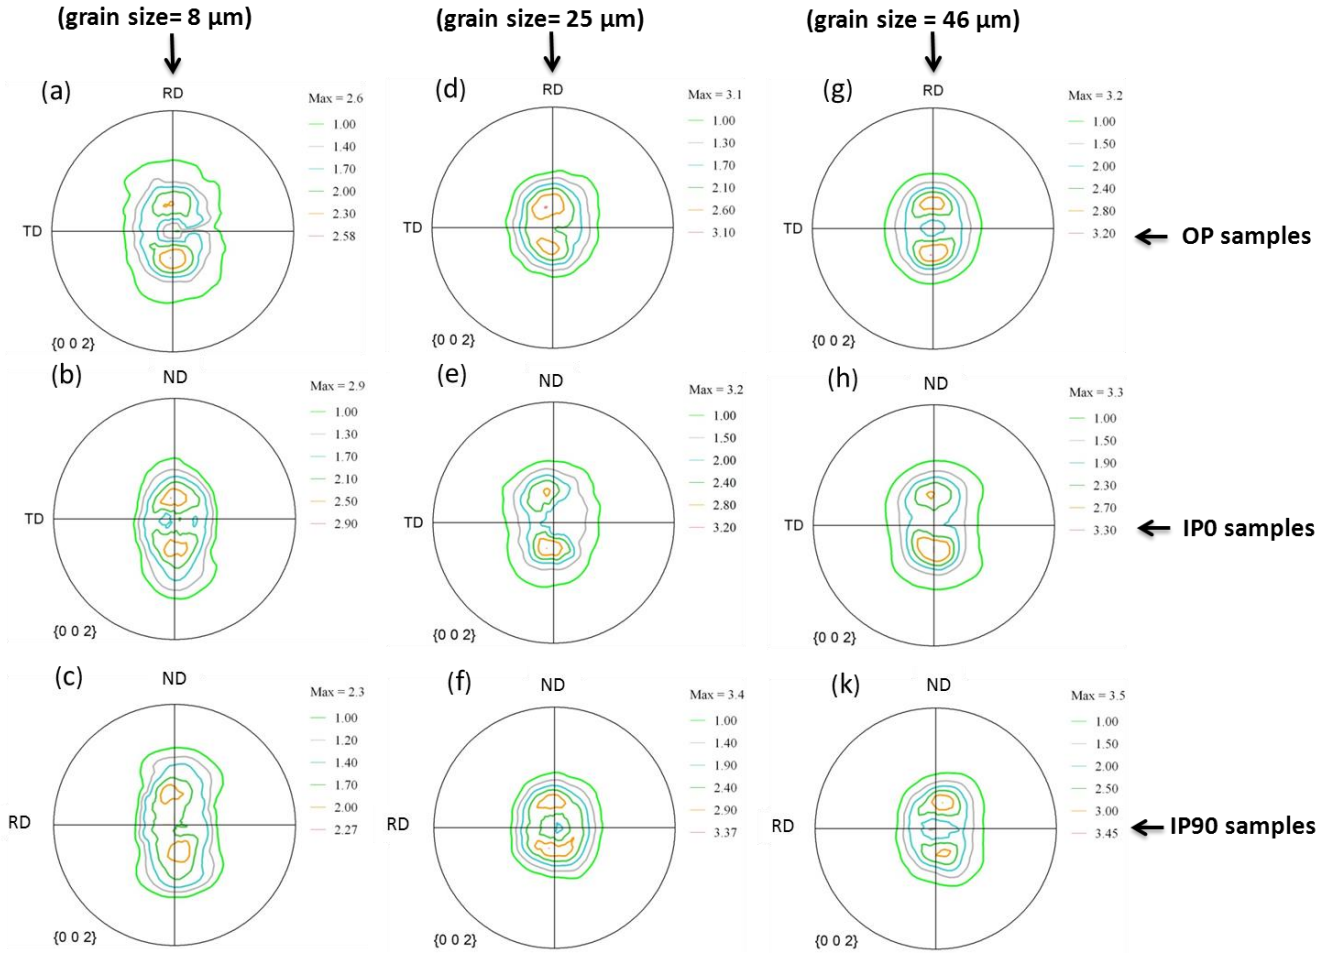 (grain size= 8 µm)
(grain size= 25 µm)
(grain size = 46 µm)
(a)
RD
Max = 2.6
1.00
1.40
1.70
2.00
2.30
2.58
TD
{0 0 2}
(d)
RD
Max = 3.1
1.00
1.30
1.70
2.10
2.60
3.10
TD
{0 0 2}
(g)
RD
Max = 3.2
1.00
1.50
2.00
2.40
2.80
3.20
TD
{0 0 2}
OP samples
(b)
ND
Max = 2.9
1.00
1.30
1.70
2.10
2.50
2.90
TD
{0 0 2}
(e)
ND
Max = 3.2
1.00
1.50
2.00
2.40
2.80
3.20
TD
{0 0 2}
(h)
ND
Max = 3.3
1.00
1.50
1.90
2.30
2.70
3.30
TD
{0 0 2}
IP0 samples
(c)
ND
Max = 2.3
1.00
1.20
1.40
1.70
2.00
2.27
RD
{0 0 2}
(f)
ND
Max = 3.4
1.00
1.40
1.90
2.40
2.90
3.37
RD
{0 0 2}
(k)
ND
Max = 3.5
1.00
1.50
2.00
2.50
3.00
3.45
RD
{0 0 2}
IP90 samples